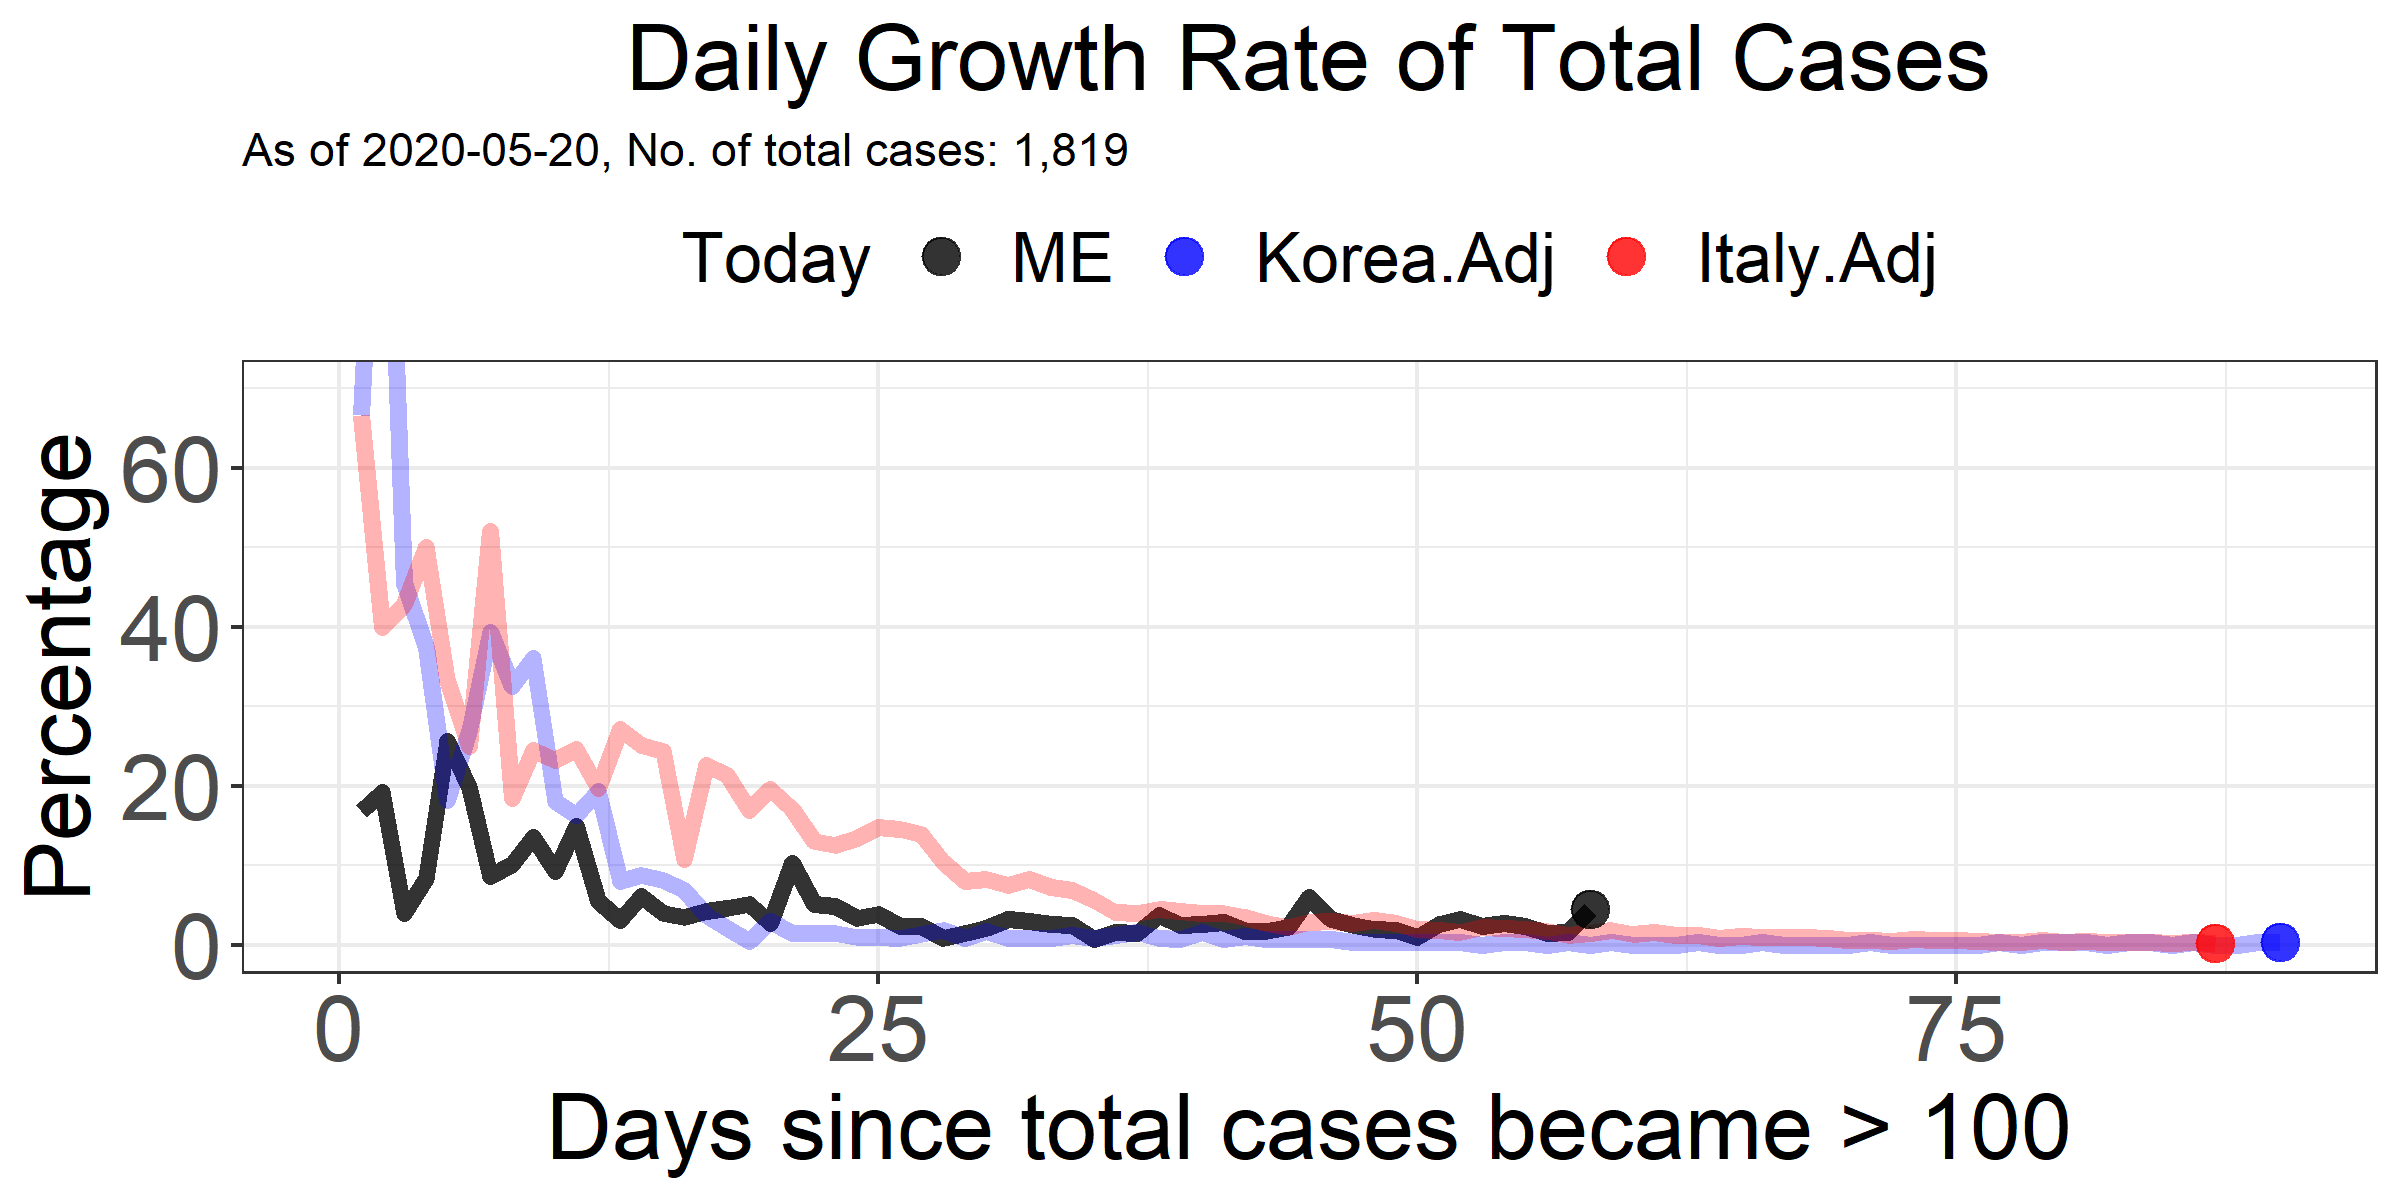 Daily Growth Rate of Total Cases
As of 2020-05-20, No. of total cases: 1,819
Today ME Korea.Adj Italy.Adj
Percentage
60
40
20
0
0 25 50 75
Days since total cases became > 100